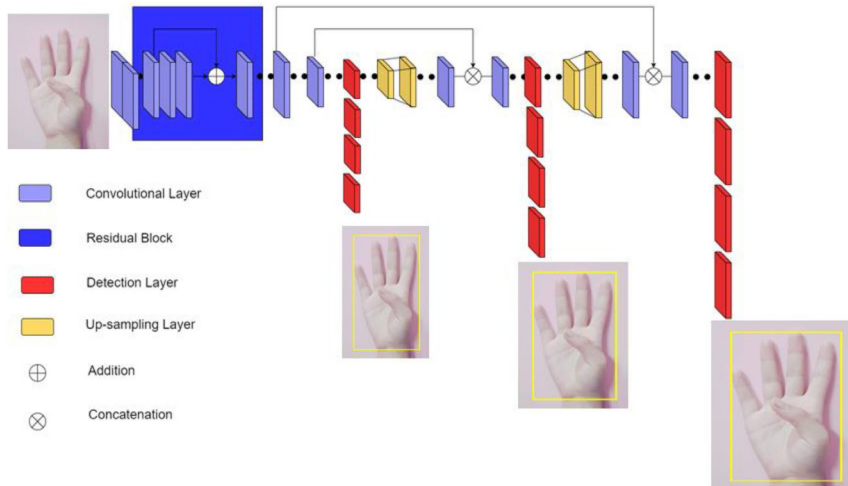 Convolutional Layer
Residual Block
Detection Layer
Up-sampling Layer
Addition
Concatenation